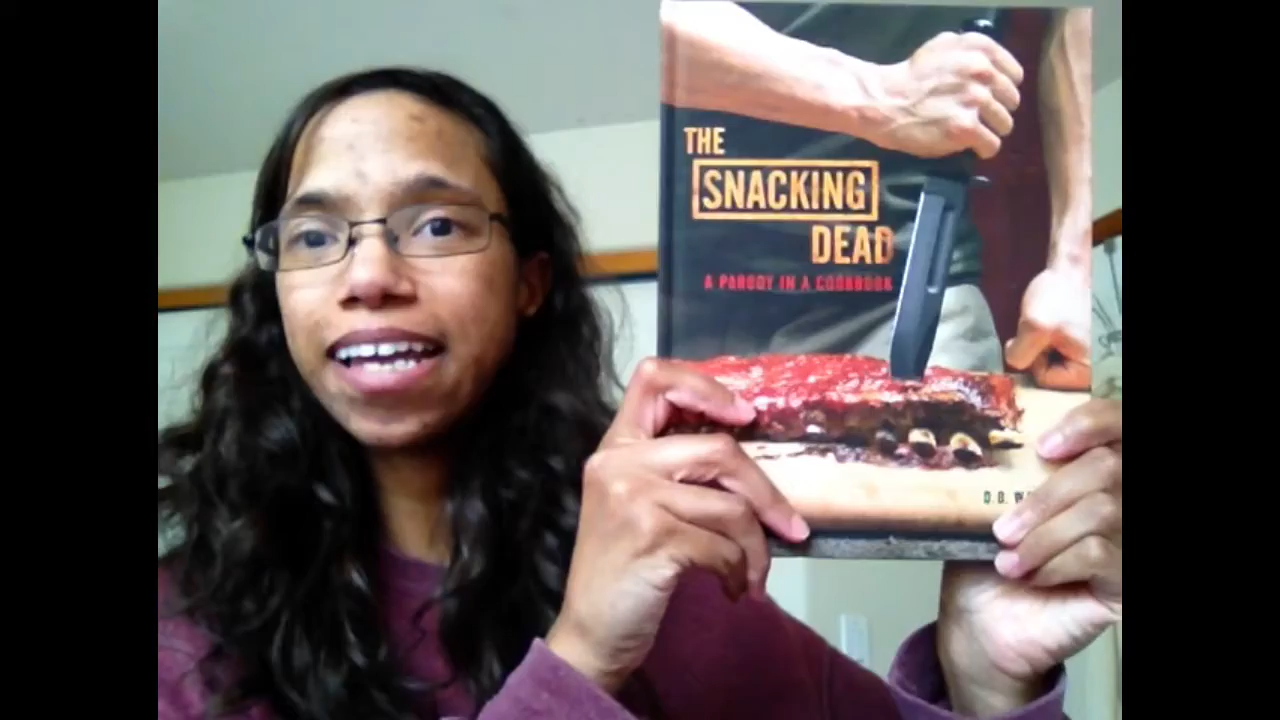 THE
SNACKING
DEAD
A PARODY IN A COOKBOOK
D.B.